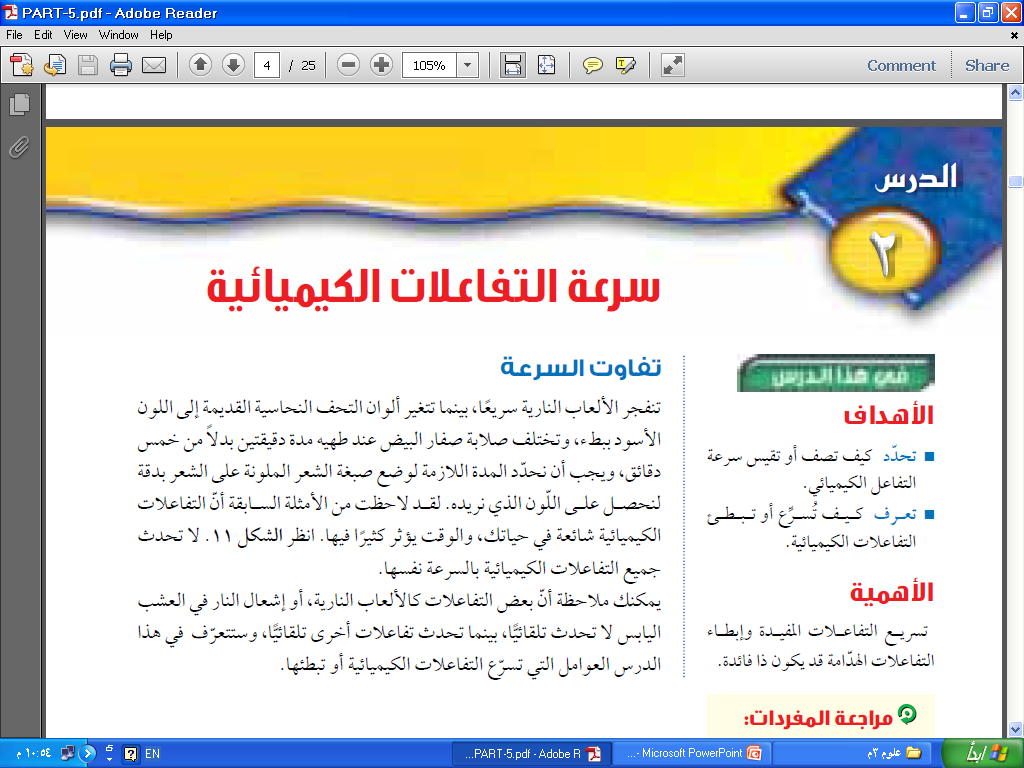 PART-5.pdf - Adobe Reader
File Edit View Window Help
4 / 25 105% Comment Share
الدرس
٢
سرعة التفاعلات الكيميائية
تفاوت السرعة
تنفجر الألعاب النارية سريعًا، بينما تتغير ألوان التحف النحاسية القديمة إلى اللون
الأسود ببطء، وتختلف صلابة صفار البيض عند طهيه مدة دقيقتين بدلاً من خمس
دقائق، ويجب أن نحدّد المدة اللازمة لوضع صبغة الشعر الملونة على الشعر بدقة
لنحصل على اللّون الذي نريده. لقد لاحظت من الأمثلة السابقة أنّ التفاعلات
الكيميائية شائعة في حياتك، والوقت يؤثر كثيرًا فيها. انظر الشكل ١١. لا تحدث
جميع التفاعلات الكيميائية بالسرعة نفسها.
يمكنك ملاحظة أنّ بعض التفاعلات كالألعاب النارية، أو إشعال النار في العشب
اليابس لا تحدث تلقائيًّا، بينما تحدث تفاعلات أخرى تلقائيًّا، وستتعرّف في هذا
الدرس العوامل التي تسرّع التفاعلات الكيميائية أو تبطئها.
في هذا الدرس
الأهداف
تحدّد كيف تصف أو تقيس سرعة
التفاعل الكيميائي.
تعرف كيف تُسرِّع أو تبطئ
التفاعلات الكيميائية.
الأهمية
تسريع التفاعلات المفيدة وإبطاء
التفاعلات الهدّامة قد يكون ذا فائدة.
مراجعة المفردات:
ابدأ علوم ٣م Microsoft PowerPoint - ... PART-5.pdf - Adobe R... EN ١٠:٥٤ م